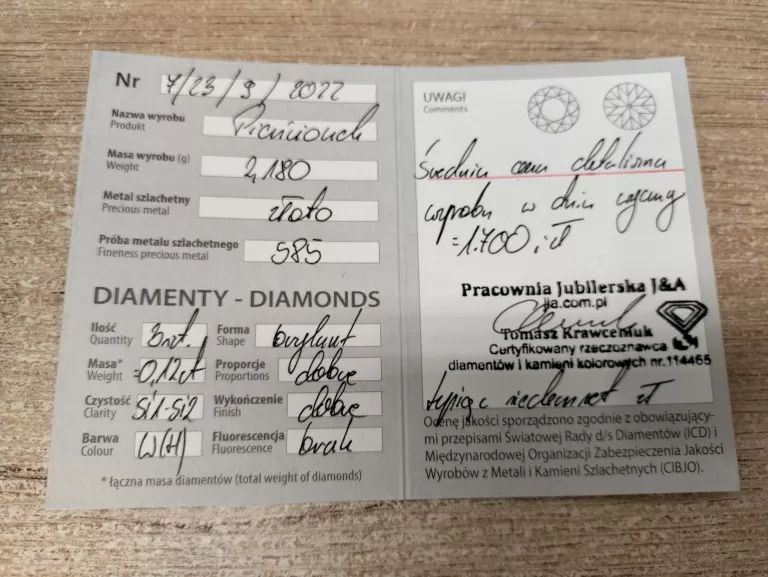 Nr 7/23/9/2022
Nazwa wyrobu Pierścionek
Produkt
Masa wyrobu (g) 2,180
Weight
Metal szlachetny złoto
Precious metal
Próba metalu szlachetnego 585
Fineness precious metal
DIAMENTY - DIAMONDS
Ilość 3szt. Forma brylant
Quantity Shape
Masa* =0,12ct Proporcje dobre
Weight Proportions
Czystość Si1-Si2 Wykończenie dobre
Clarity Finish
Barwa W(H) Fluorescencja brak
Colour Fluorescence
* łączna masa diamentów (total weight of diamonds)
UWAGI
Comments
Średnia cena detaliczna
wyrobu w dniu wyceny
=1.700,- zł
Pracownia Jubilerska J&A
jja.com.pl
Tomasz Krawczeniuk
Certyfikowany rzeczoznawca
diamentów i kamieni kolorowych nr.114465
tysiąc siedemset zł
Ocenę jakości sporządzono zgodnie z obowiązujący-
mi przepisami Światowej Rady d/s Diamentów (ICD) i
Międzynarodowej Organizacji Zabezpieczenia Jakości
Wyrobów z Metali i Kamieni Szlachetnych (CIBJO).